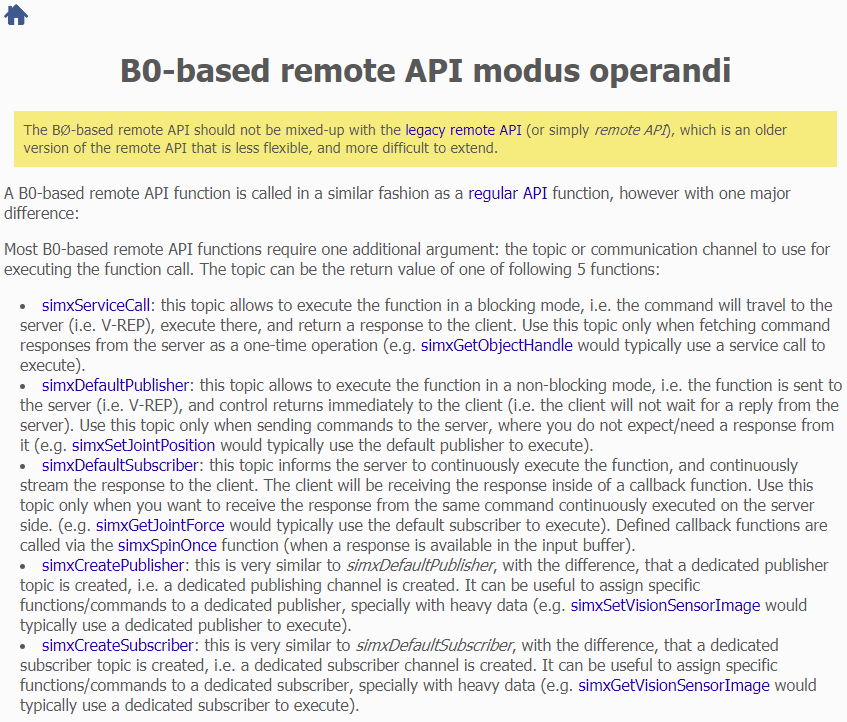 B0-based remote API modus operandi
The BØ-based remote API should not be mixed-up with the legacy remote API (or simply remote API), which is an older
version of the remote API that is less flexible, and more difficult to extend.
A B0-based remote API function is called in a similar fashion as a regular API function, however with one major
difference:
Most B0-based remote API functions require one additional argument: the topic or communication channel to use for
executing the function call. The topic can be the return value of one of following 5 functions:
• simxServiceCall: this topic allows to execute the function in a blocking mode, i.e. the command will travel to the
server (i.e. V-REP), execute there, and return a response to the client. Use this topic only when fetching command
responses from the server as a one-time operation (e.g. simxGetObjectHandle would typically use a service call to
execute).
• simxDefaultPublisher: this topic allows to execute the function in a non-blocking mode, i.e. the function is sent to
the server (i.e. V-REP), and control returns immediately to the client (i.e. the client will not wait for a reply from the
server). Use this topic only when sending commands to the server, where you do not expect/need a response from
it (e.g. simxSetJointPosition would typically use the default publisher to execute).
• simxDefaultSubscriber: this topic informs the server to continuously execute the function, and continuously
stream the response to the client. The client will be receiving the response inside of a callback function. Use this
topic only when you want to receive the response from the same command continuously executed on the server
side. (e.g. simxGetJointForce would typically use the default subscriber to execute). Defined callback functions are
called via the simxSpinOnce function (when a response is available in the input buffer).
• simxCreatePublisher: this is very similar to simxDefaultPublisher, with the difference, that a dedicated publisher
topic is created, i.e. a dedicated publishing channel is created. It can be useful to assign specific
functions/commands to a dedicated publisher, specially with heavy data (e.g. simxSetVisionSensorImage would
typically use a dedicated publisher to execute).
• simxCreateSubscriber: this is very similar to simxDefaultSubscriber, with the difference, that a dedicated
subscriber topic is created, i.e. a dedicated subscriber channel is created. It can be useful to assign specific
functions/commands to a dedicated subscriber, specially with heavy data (e.g. simxGetVisionSensorImage would
typically use a dedicated subscriber to execute).